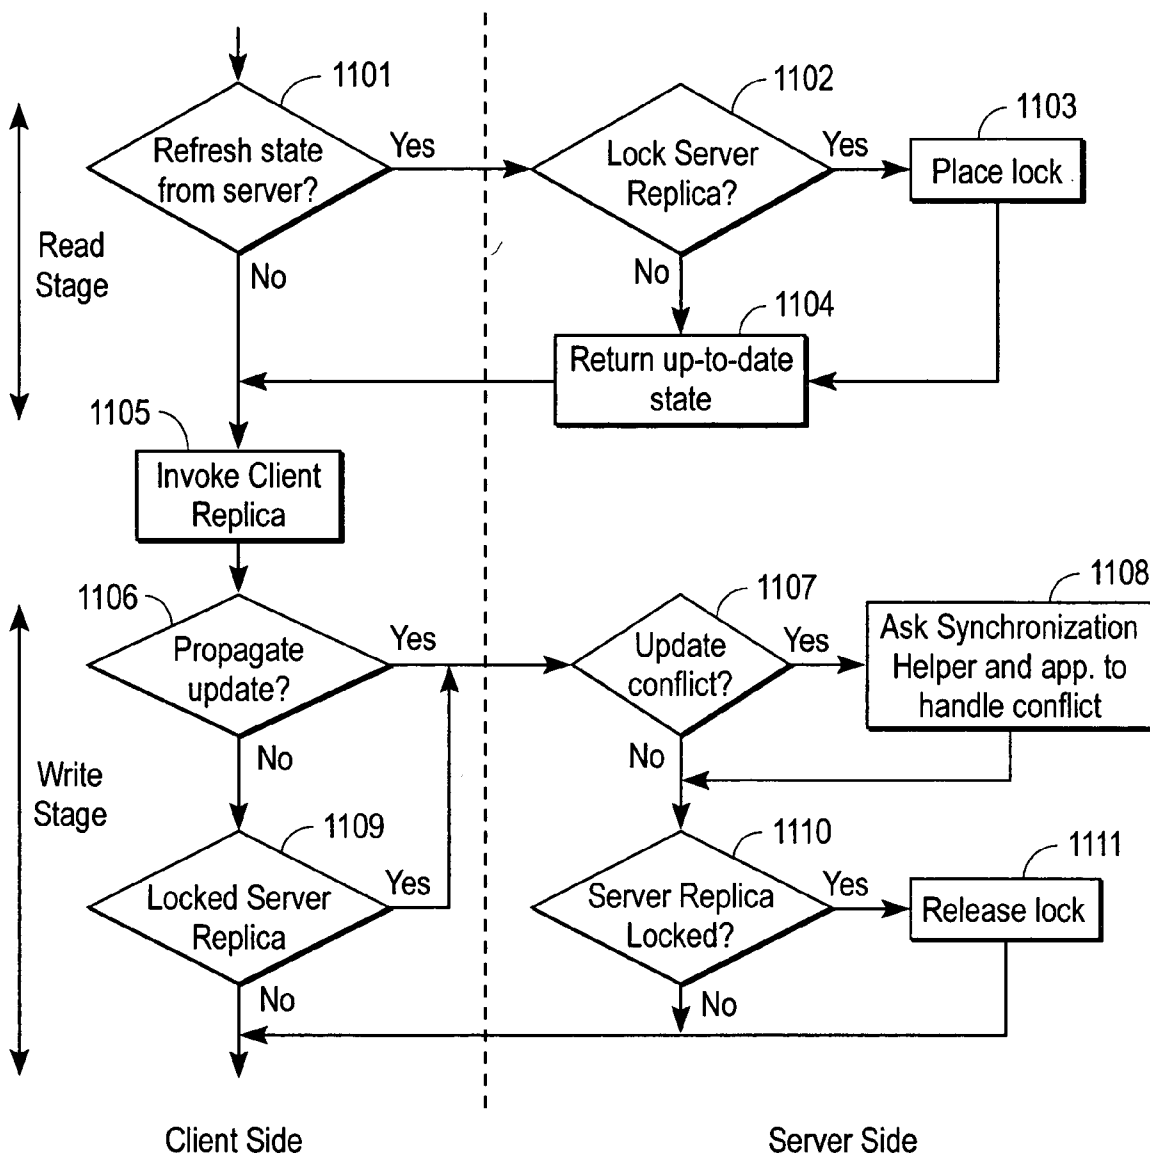 1101
Refresh state
from server?
Yes
No
1102
Lock Server
Replica?
Yes
No
1103
Place lock
Read
Stage
1104
Return up-to-date
state
1105
Invoke Client
Replica
1106
Propagate
update?
Yes
No
1107
Update
conflict?
Yes
No
1108
Ask Synchronization
Helper and app. to
handle conflict
Write
Stage
1109
Locked Server
Replica
Yes
No
1110
Server Replica
Locked?
Yes
No
1111
Release lock
Client Side
Server Side